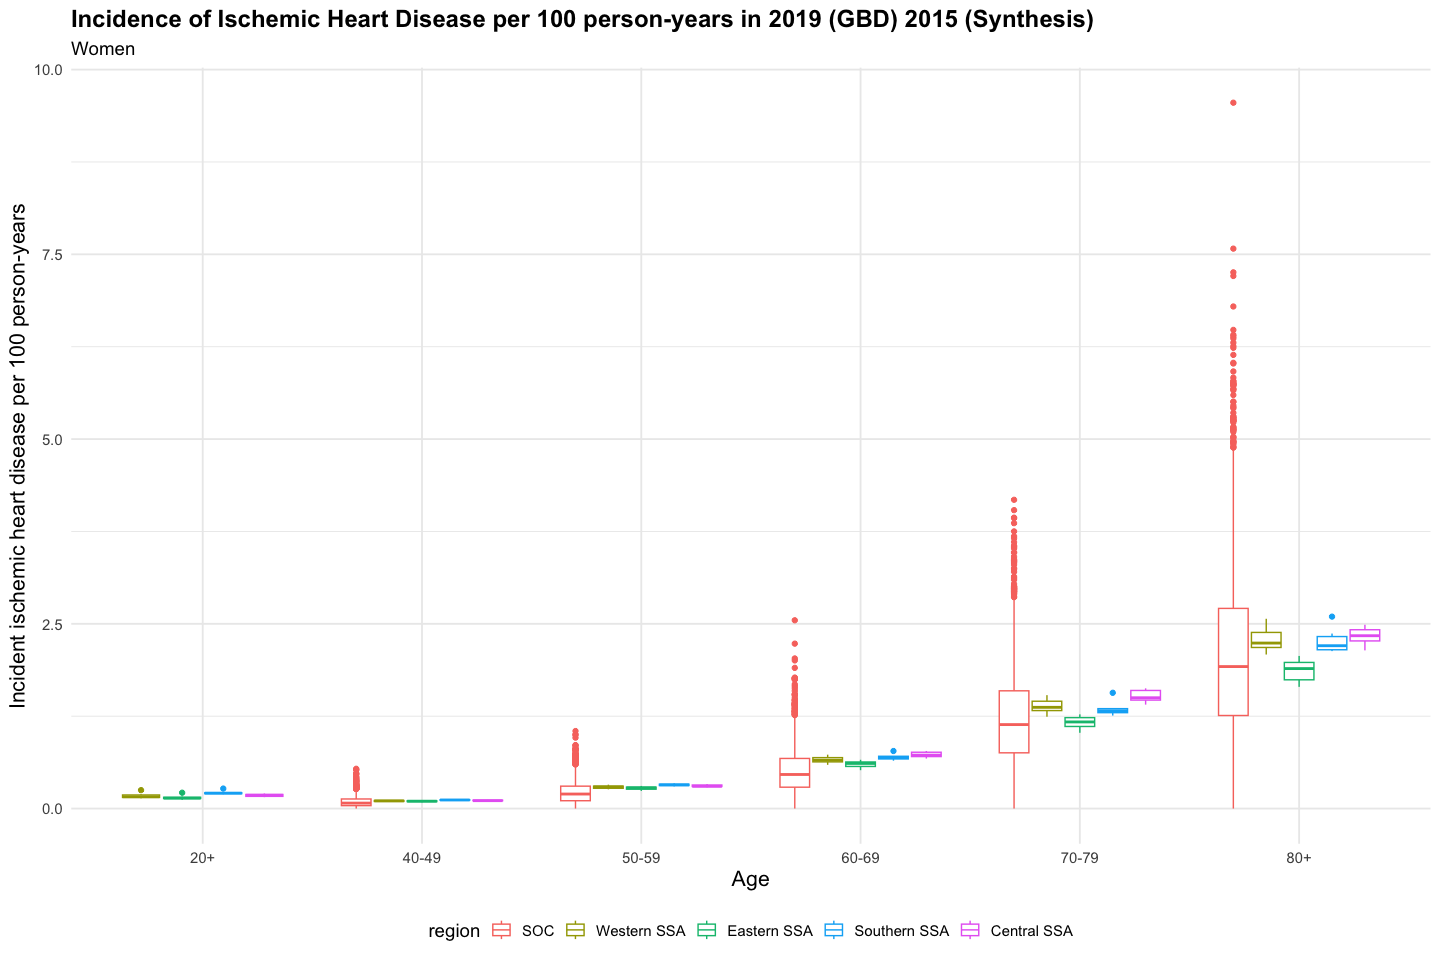 Incidence of Ischemic Heart Disease per 100 person-years in 2019 (GBD) 2015 (Synthesis)
Women
Incident ischemic heart disease per 100 person-years
10.0
7.5
5.0
2.5
0.0
20+ 40-49 50-59 60-69 70-79 80+
Age
region SOC Western SSA Eastern SSA Southern SSA Central SSA